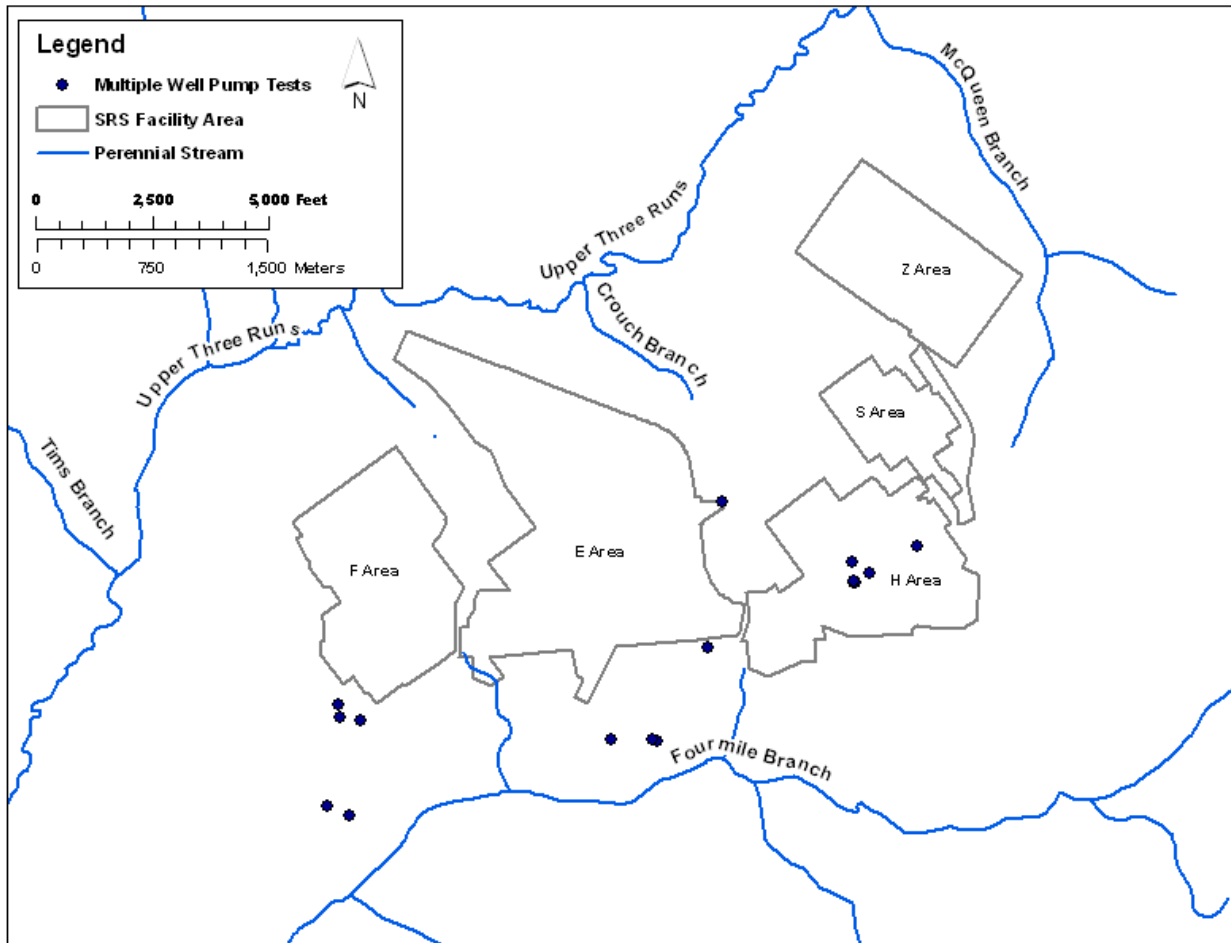 Legend
Multiple Well Pump Tests
SRS Facility Area
Perennial Stream
N
0 2,500 5,000 Feet
0 750 1,500 Meters
McQueen Branch
Upper Three Runs
Z Area
Crouch Branch
Upper Three Runs
S Area
Tims Branch
E Area
F Area
H Area
Fourmile Branch